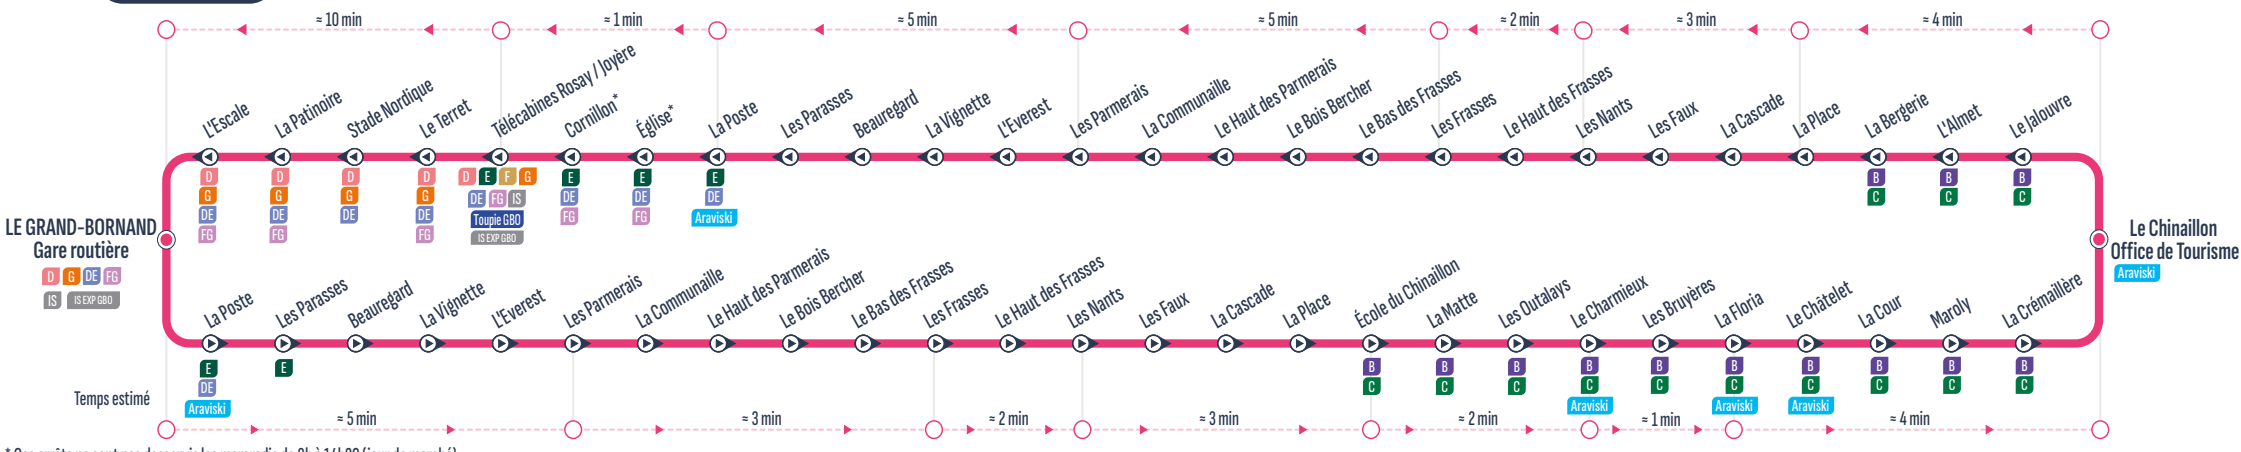 ≈ 10 min
≈ 1 min
≈ 5 min
≈ 5 min
≈ 2 min
≈ 3 min
≈ 4 min
L'Escale
La Patinoire
Stade Nordique
Le Terret
Télécabines Rosay / Joyère
Cornillon*
Église*
La Poste
Les Parasses
Beauregard
La Vignette
L'Everest
Les Parmerais
La Communaille
Le Haut des Parmerais
Le Bois Bercher
Le Bas des Frasses
Les Frasses
Le Haut des Frasses
Les Nants
Les Faux
La Cascade
La Place
La Bergerie
L'Almet
Le Jalouvre
D
G
DE
FG
D
G
DE
FG
D
G
DE
D
G
DE
FG
D E F G
DE FG IS
Toupie GBO
IS EXP GBO
E
DE
FG
E
DE
FG
E
DE
Araviski
B
C
B
C
B
C
LE GRAND-BORNAND
Gare routière
D G DE FG
IS IS EXP GBO
Le Chinaillon
Office de Tourisme
Araviski
La Poste
Les Parasses
Beauregard
La Vignette
L'Everest
Les Parmerais
La Communaille
Le Haut des Parmerais
Le Bois Bercher
Le Bas des Frasses
Les Frasses
Le Haut des Frasses
Les Nants
Les Faux
La Cascade
La Place
École du Chinaillon
La Matte
Les Outalays
Le Charmieux
Les Bruyères
La Floria
Le Châtelet
La Cour
Maroly
La Crémaillère
E
DE
Araviski
E
B
C
B
C
B
C
B
C
Araviski
B
C
B
C
Araviski
B
C
Araviski
B
C
B
C
B
C
Temps estimé
≈ 5 min
≈ 3 min
≈ 2 min
≈ 3 min
≈ 2 min
≈ 1 min
≈ 4 min